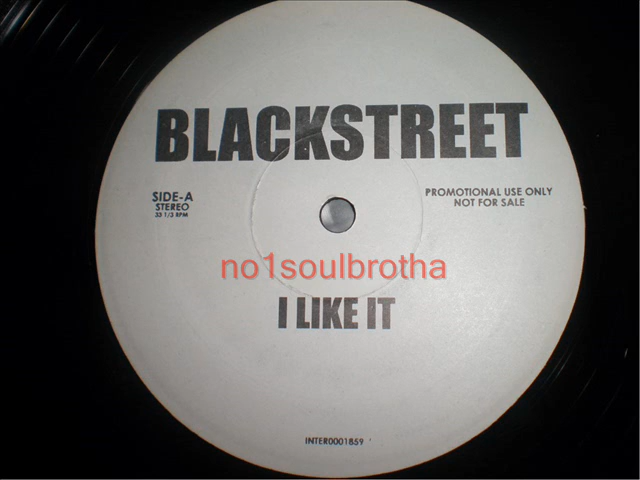 BLACKSTREET
SIDE-A
STEREO
33 1/3 RPM
PROMOTIONAL USE ONLY
NOT FOR SALE
no1soulbrotha
I LIKE IT
INTER0001859